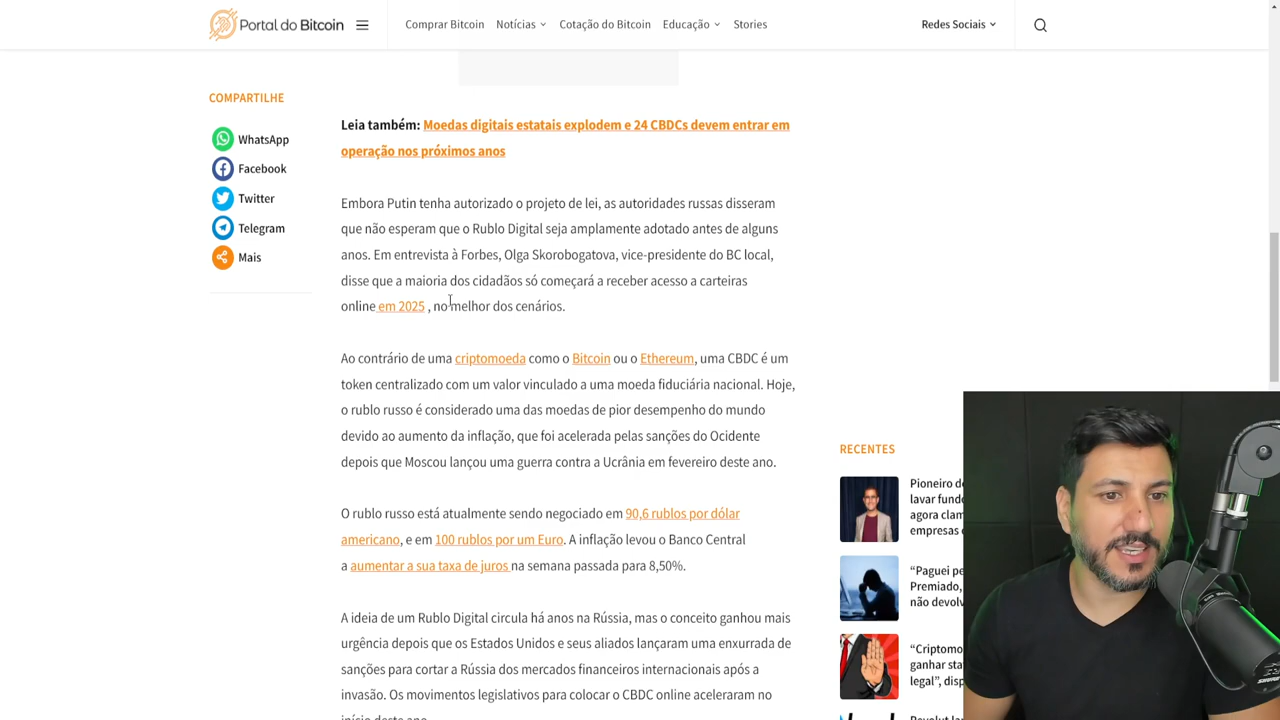 Portal do Bitcoin
Comprar Bitcoin
Notícias
Cotação do Bitcoin
Educação
Stories
Redes Sociais
COMPARTILHE
WhatsApp
Facebook
Twitter
Telegram
Mais
Leia também: Moedas digitais estatais explodem e 24 CBDCs devem entrar em
operação nos próximos anos
Embora Putin tenha autorizado o projeto de lei, as autoridades russas disseram
que não esperam que o Rublo Digital seja amplamente adotado antes de alguns
anos. Em entrevista à Forbes, Olga Skorobogatova, vice-presidente do BC local,
disse que a maioria dos cidadãos só começará a receber acesso a carteiras
online em 2025 , no melhor dos cenários.
Ao contrário de uma criptomoeda como o Bitcoin ou o Ethereum, uma CBDC é um
token centralizado com um valor vinculado a uma moeda fiduciária nacional. Hoje,
o rublo russo é considerado uma das moedas de pior desempenho do mundo
devido ao aumento da inflação, que foi acelerada pelas sanções do Ocidente
depois que Moscou lançou uma guerra contra a Ucrânia em fevereiro deste ano.
O rublo russo está atualmente sendo negociado em 90,6 rublos por dólar
americano, e em 100 rublos por um Euro. A inflação levou o Banco Central
a aumentar a sua taxa de juros na semana passada para 8,50%.
A ideia de um Rublo Digital circula há anos na Rússia, mas o conceito ganhou mais
urgência depois que os Estados Unidos e seus aliados lançaram uma enxurrada de
sanções para cortar a Rússia dos mercados financeiros internacionais após a
invasão. Os movimentos legislativos para colocar o CBDC online aceleraram no
início deste ano.
RECENTES
Pioneiro d
lavar fund
agora clam
empresas
"Paguei pe
Premiado,
não devolv
"Criptomo
ganhar sta
legal", disp
Revolut la